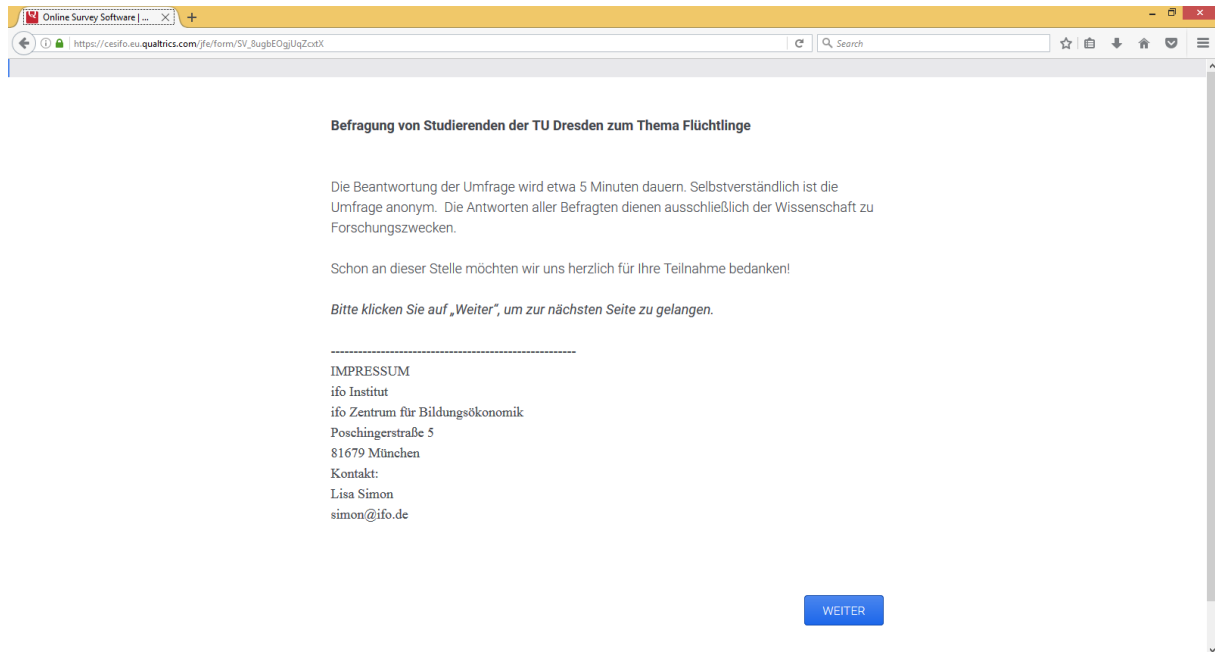 Online Survey Software | ...
https://cesifo.eu.qualtrics.com/jfe/form/SV_8ugbEOgjUqZcxtX
Search
Befragung von Studierenden der TU Dresden zum Thema Flüchtlinge
Die Beantwortung der Umfrage wird etwa 5 Minuten dauern. Selbstverständlich ist die
Umfrage anonym.  Die Antworten aller Befragten dienen ausschließlich der Wissenschaft zu
Forschungszwecken.
Schon an dieser Stelle möchten wir uns herzlich für Ihre Teilnahme bedanken!
Bitte klicken Sie auf „Weiter“, um zur nächsten Seite zu gelangen.
------------------------------------------------------
IMPRESSUM
ifo Institut
ifo Zentrum für Bildungsökonomik
Poschingerstraße 5
81679 München
Kontakt:
Lisa Simon
simon@ifo.de
WEITER